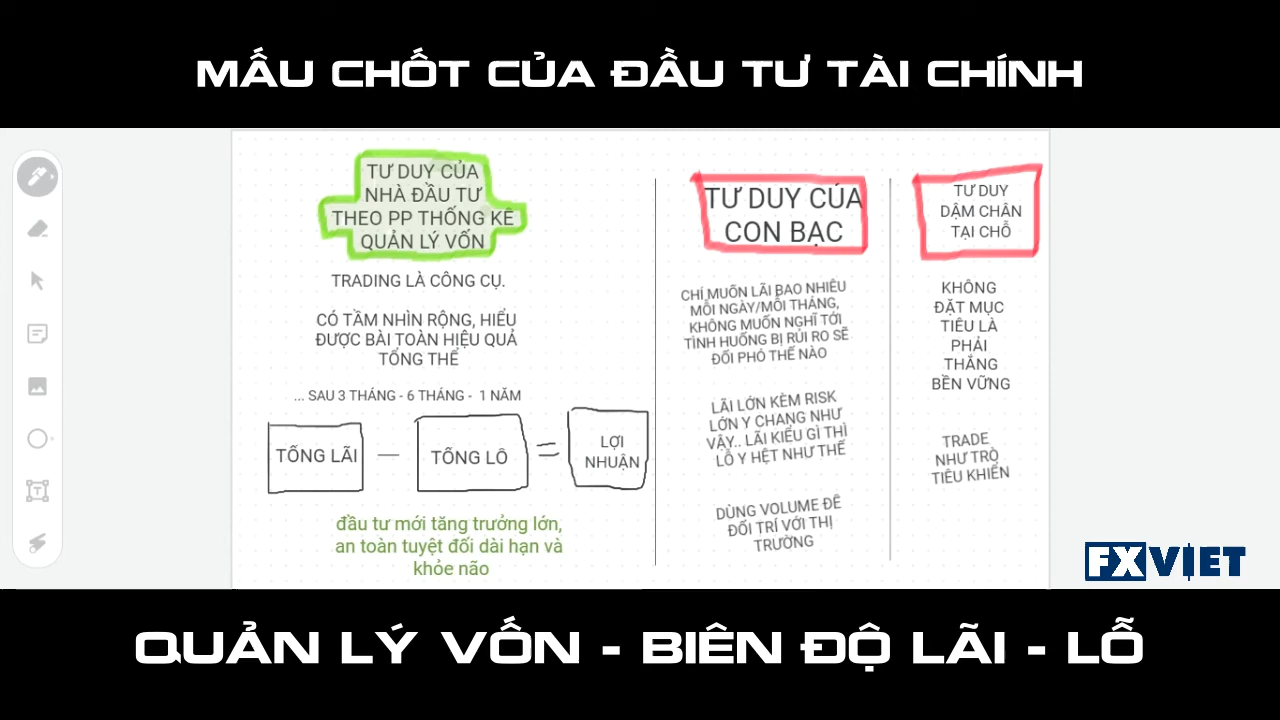 MẤU CHỐT CỦA ĐẦU TƯ TÀI CHÍNH
TƯ DUY CỦA
NHÀ ĐẦU TƯ
THEO PP THỐNG KÊ
QUẢN LÝ VỐN
TRADING LÀ CÔNG CỤ.
CÓ TẦM NHÌN RỘNG, HIỂU
ĐƯỢC BÀI TOÁN HIỆU QUẢ
TỔNG THỂ
... SAU 3 THÁNG - 6 THÁNG - 1 NĂM
TỔNG LÃI — TỔNG LỖ = LỢI
NHUẬN
đầu tư mới tăng trưởng lớn,
an toàn tuyệt đối dài hạn và
khỏe não
TƯ DUY CỦA
CON BẠC
CHỈ MUỐN LÃI BAO NHIÊU
MỖI NGÀY/MỖI THÁNG,
KHÔNG MUỐN NGHĨ TỚI
TÌNH HUỐNG BỊ RỦI RO SẼ
ĐỐI PHÓ THẾ NÀO
LÃI LỚN KÈM RISK
LỚN Y CHANG NHƯ
VẬY.. LÃI KIỂU GÌ THÌ
LỖ Y HỆT NHƯ THẾ
DÙNG VOLUME ĐỂ
ĐỐI TRÍ VỚI THỊ
TRƯỜNG
TƯ DUY
DẬM CHÂN
TẠI CHỖ
KHÔNG
ĐẶT MỤC
TIÊU LÀ
PHẢI
THẮNG
BỀN VỮNG
TRADE
NHƯ TRÒ
TIÊU KHIỂN
FXVIET
QUẢN LÝ VỐN - BIÊN ĐỘ LÃI - LỖ